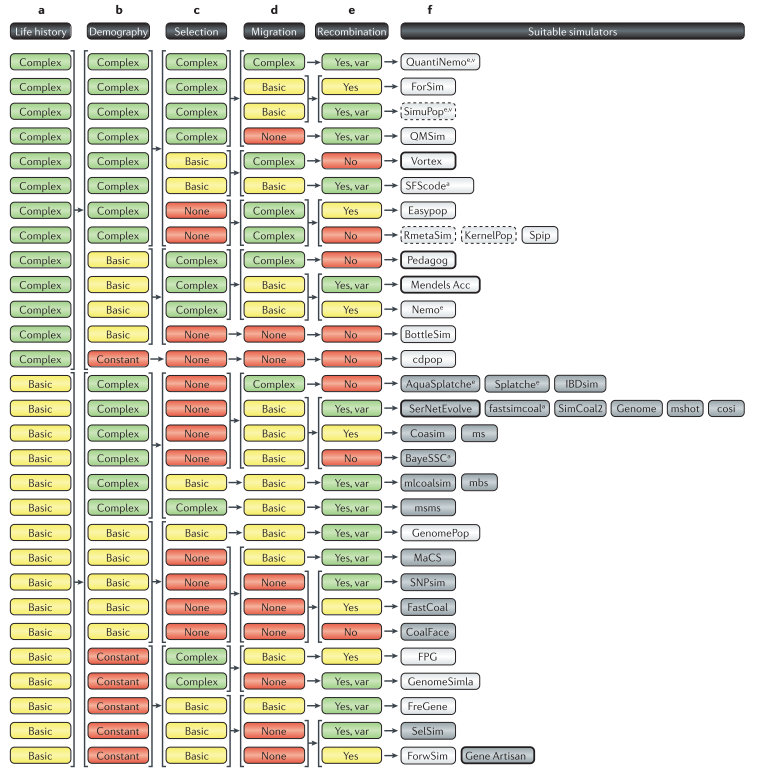 a b c d e f
Life history Demography Selection Migration Recombination Suitable simulators
Complex Complex Complex Complex Yes, var QuantiNemoe,v
Complex Complex Complex Basic Yes ForSim
Complex Complex Complex Basic Yes, var SimuPope,v
Complex Complex Complex None Yes, var QMSim
Complex Complex Basic Complex No Vortex
Complex Complex Basic Basic Yes, var SFScodea
Complex Complex None Complex Yes Easypop
Complex Complex None Complex No RmetaSim KernelPop Spip
Complex Basic Complex Complex No Pedagog
Complex Basic Complex Basic Yes, var Mendels Acc
Complex Basic Complex Basic Yes Nemoe
Complex Basic None None No BottleSim
Complex Constant None None No cdpop
Basic Complex None Complex No AquaSplatchee Splatchee IBDsim
Basic Complex None Basic Yes, var SerNetEvolve fastsimcoala SimCoal2 Genome mshot cosi
Basic Complex None Basic Yes Coasim ms
Basic Complex None Basic No BayeSSCa
Basic Complex Basic Basic Yes, var mlcoalsim mbs
Basic Complex Complex Basic Yes, var msms
Basic Basic Basic Basic Yes, var GenomePop
Basic Basic None Basic Yes, var MaCS
Basic Basic None None Yes, var SNPsim
Basic Basic None None Yes FastCoal
Basic Basic None None No CoalFace
Basic Constant Complex Basic Yes FPG
Basic Constant Complex None Yes, var GenomeSimla
Basic Constant Basic Basic Yes, var FreGene
Basic Constant Basic None Yes, var SelSim
Basic Constant Basic None Yes ForwSim Gene Artisan